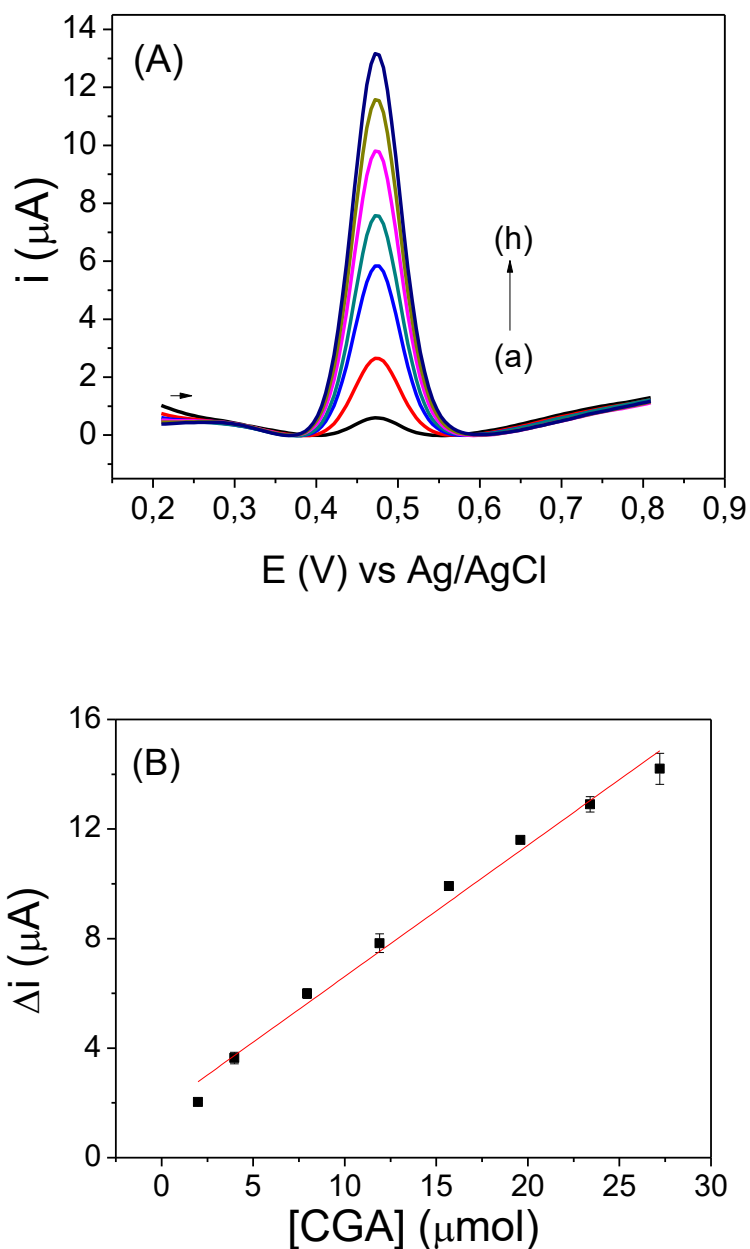 (A)
i (μA)
14
12
10
8
6
4
2
0
(h)
(a)
0,2 0,3 0,4 0,5 0,6 0,7 0,8 0,9
E (V) vs Ag/AgCl
(B)
Δi (μA)
16
12
8
4
0
0 5 10 15 20 25 30
[CGA] (μmol)